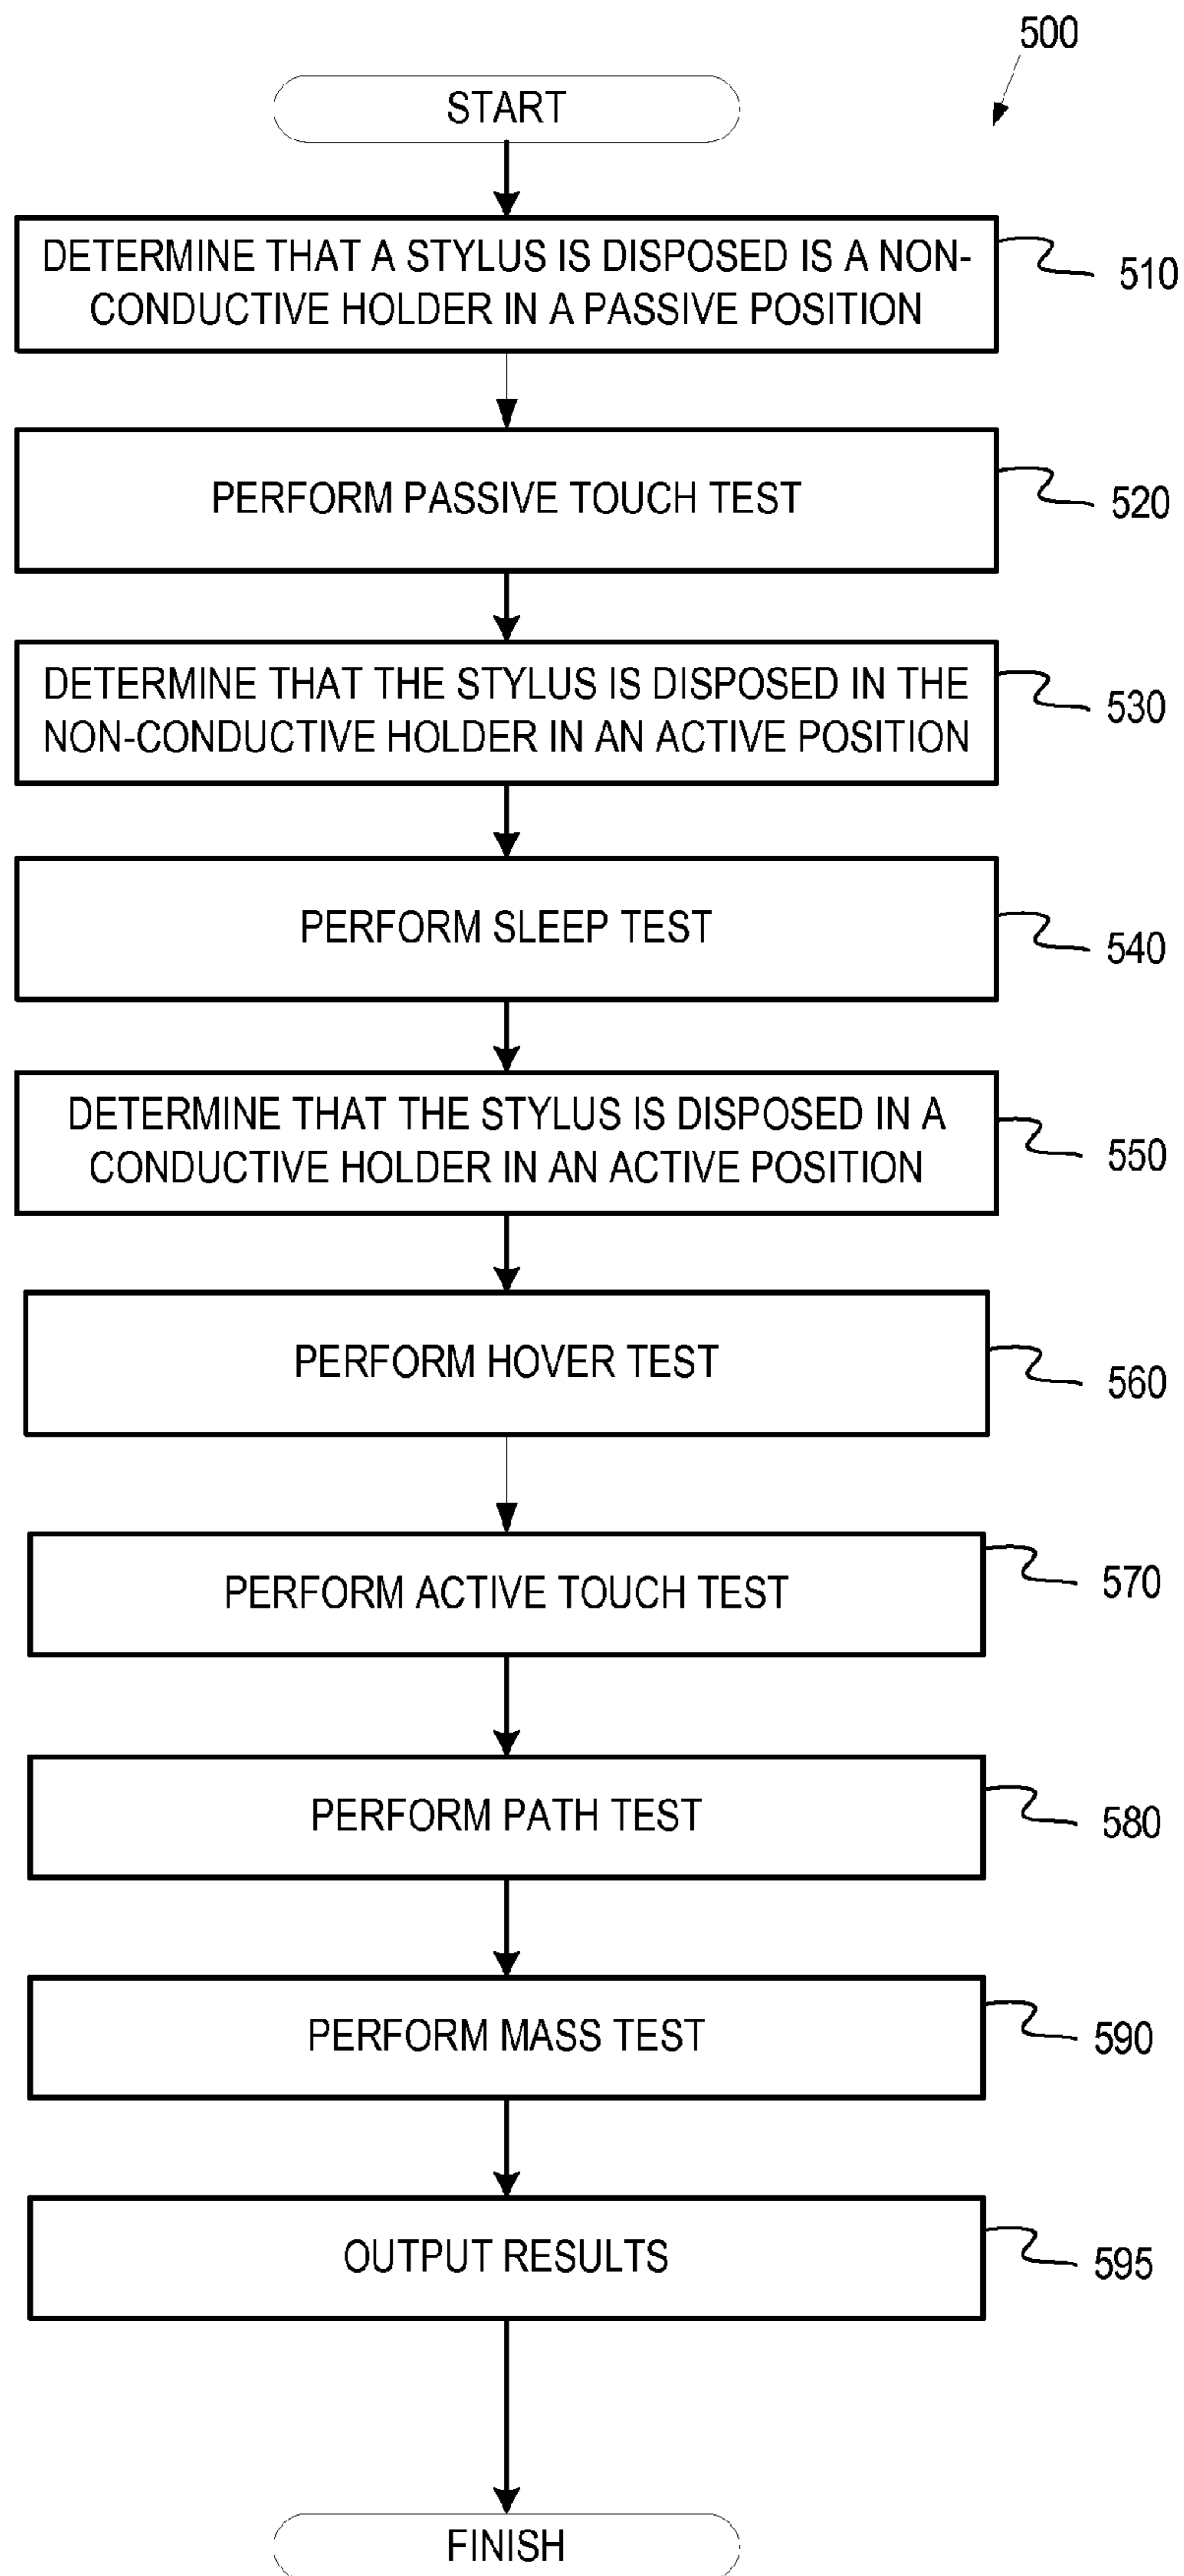 500
START
DETERMINE THAT A STYLUS IS DISPOSED IS A NON-
CONDUCTIVE HOLDER IN A PASSIVE POSITION
510
PERFORM PASSIVE TOUCH TEST
520
DETERMINE THAT THE STYLUS IS DISPOSED IN THE
NON-CONDUCTIVE HOLDER IN AN ACTIVE POSITION
530
PERFORM SLEEP TEST
540
DETERMINE THAT THE STYLUS IS DISPOSED IN A
CONDUCTIVE HOLDER IN AN ACTIVE POSITION
550
PERFORM HOVER TEST
560
PERFORM ACTIVE TOUCH TEST
570
PERFORM PATH TEST
580
PERFORM MASS TEST
590
OUTPUT RESULTS
595
FINISH